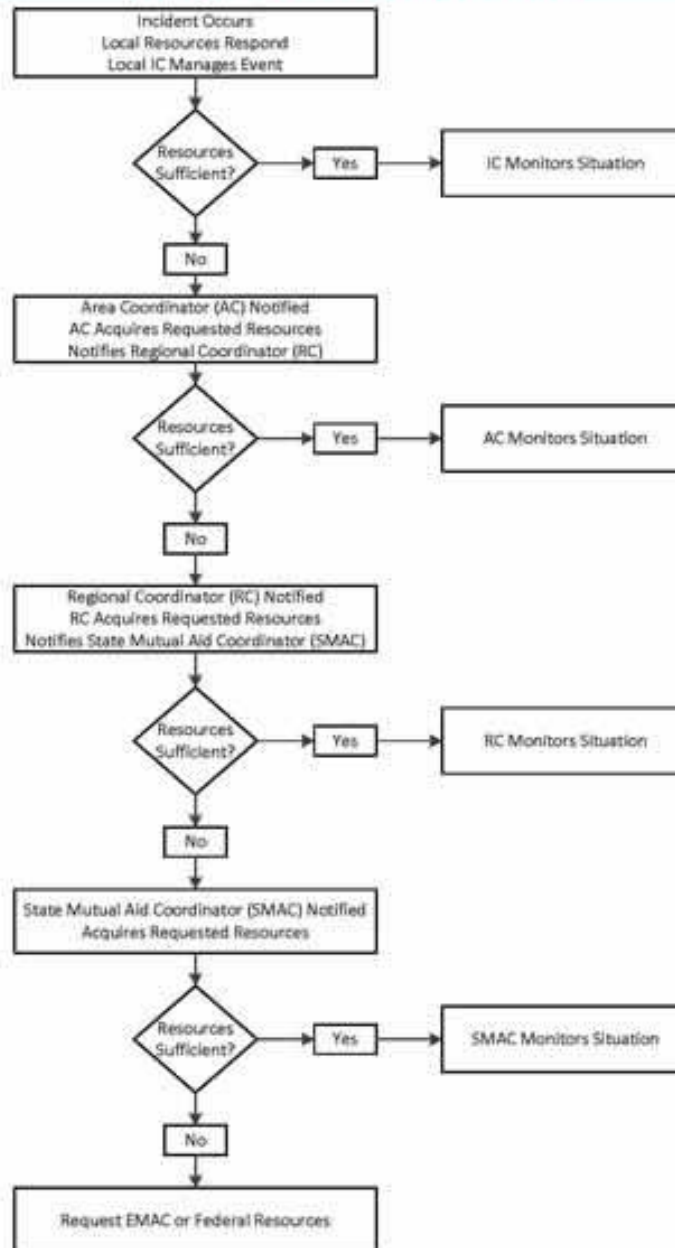 Incident Occurs
Local Resources Respond
Local IC Manages Event
Resources
Sufficient?
Yes
IC Monitors Situation
No
Area Coordinator (AC) Notified
AC Acquires Requested Resources
Notifies Regional Coordinator (RC)
Resources
Sufficient?
Yes
AC Monitors Situation
No
Regional Coordinator (RC) Notified
RC Acquires Requested Resources
Notifies State Mutual Aid Coordinator (SMAC)
Resources
Sufficient?
Yes
RC Monitors Situation
No
State Mutual Aid Coordinator (SMAC) Notified
Acquires Requested Resources
Resources
Sufficient?
Yes
SMAC Monitors Situation
No
Request EMAC or Federal Resources